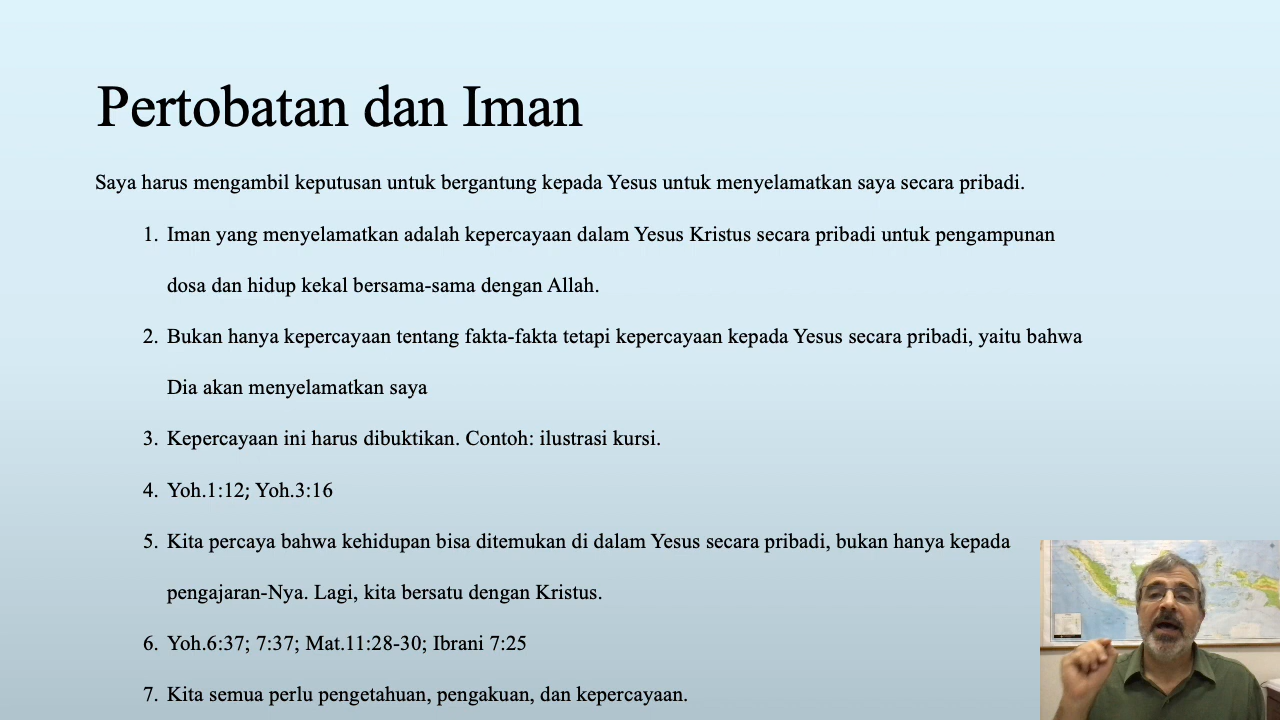 Pertobatan dan Iman
Saya harus mengambil keputusan untuk bergantung kepada Yesus untuk menyelamatkan saya secara pribadi.
1. Iman yang menyelamatkan adalah kepercayaan dalam Yesus Kristus secara pribadi untuk pengampunan
dosa dan hidup kekal bersama-sama dengan Allah.
2. Bukan hanya kepercayaan tentang fakta-fakta tetapi kepercayaan kepada Yesus secara pribadi, yaitu bahwa
Dia akan menyelamatkan saya
3. Kepercayaan ini harus dibuktikan. Contoh: ilustrasi kursi.
4. Yoh.1:12; Yoh.3:16
5. Kita percaya bahwa kehidupan bisa ditemukan di dalam Yesus secara pribadi, bukan hanya kepada
pengajaran-Nya. Lagi, kita bersatu dengan Kristus.
6. Yoh.6:37; 7:37; Mat.11:28-30; Ibrani 7:25
7. Kita semua perlu pengetahuan, pengakuan, dan kepercayaan.